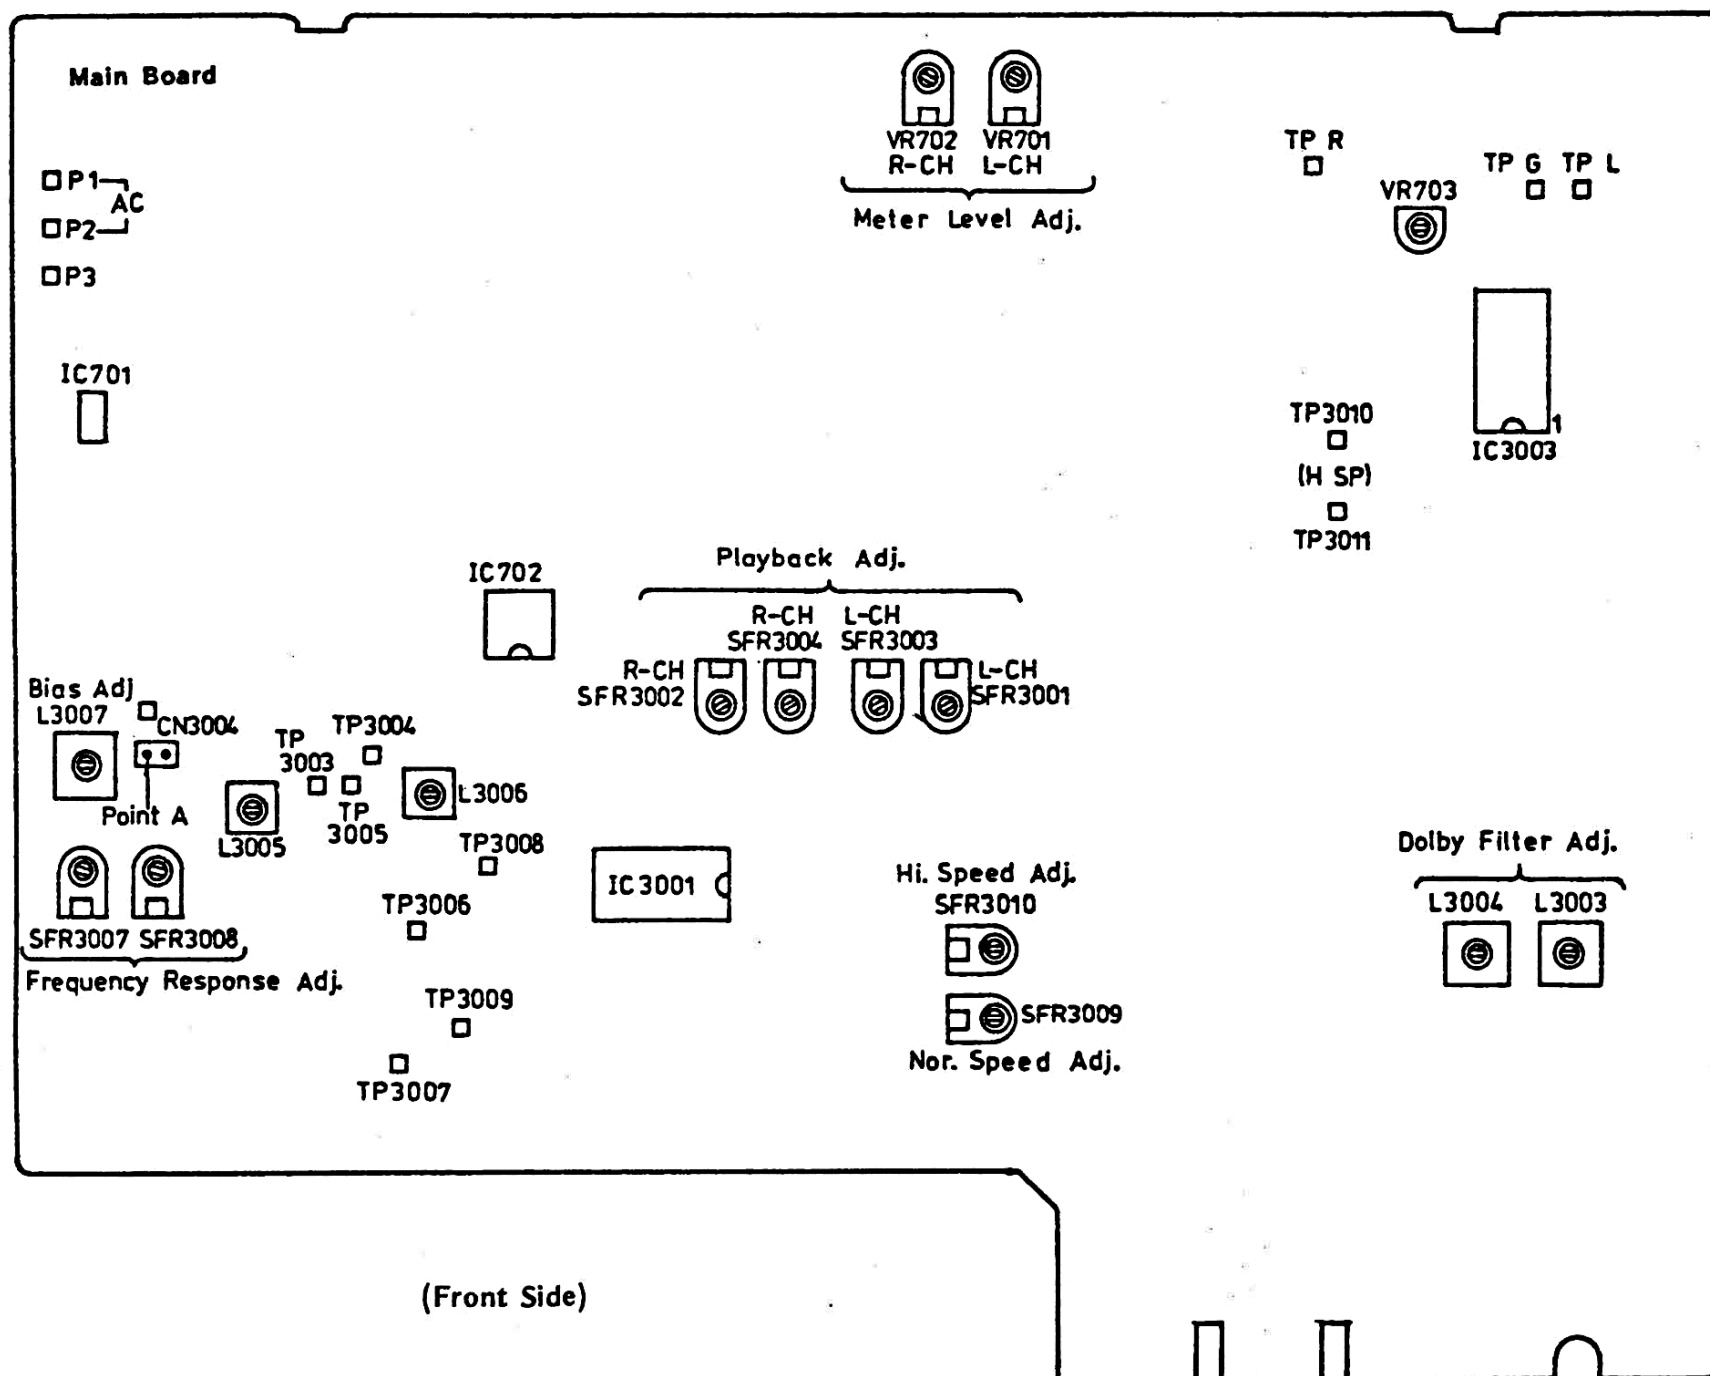 Main Board
VR702 VR701
R-CH L-CH
Meter Level Adj.
TP R
TP G TP L
VR703
P1
AC
P2
P3
IC701
1
IC3003
TP3010
(H SP)
TP3011
IC702
Playback Adj.
R-CH L-CH
SFR3004 SFR3003
R-CH
SFR3002
L-CH
SFR3001
Bias Adj
L3007
CN3004
Point A
TP
3003
TP3004
TP
3005
L3005
L3006
TP3008
IC3001
TP3006
SFR3007 SFR3008
Frequency Response Adj.
TP3009
TP3007
Hi. Speed Adj.
SFR3010
SFR3009
Nor. Speed Adj.
Dolby Filter Adj.
L3004 L3003
(Front Side)